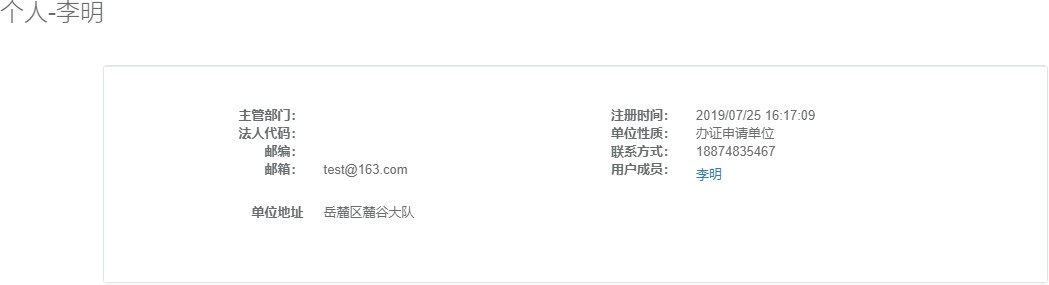 个人-李明
主管部门： 注册时间： 2019/07/25 16:17:09
法人代码： 单位性质： 办证申请单位
邮编： 联系方式： 18874835467
邮箱： test@163.com 用户成员： 李明
单位地址 岳麓区麓谷大队